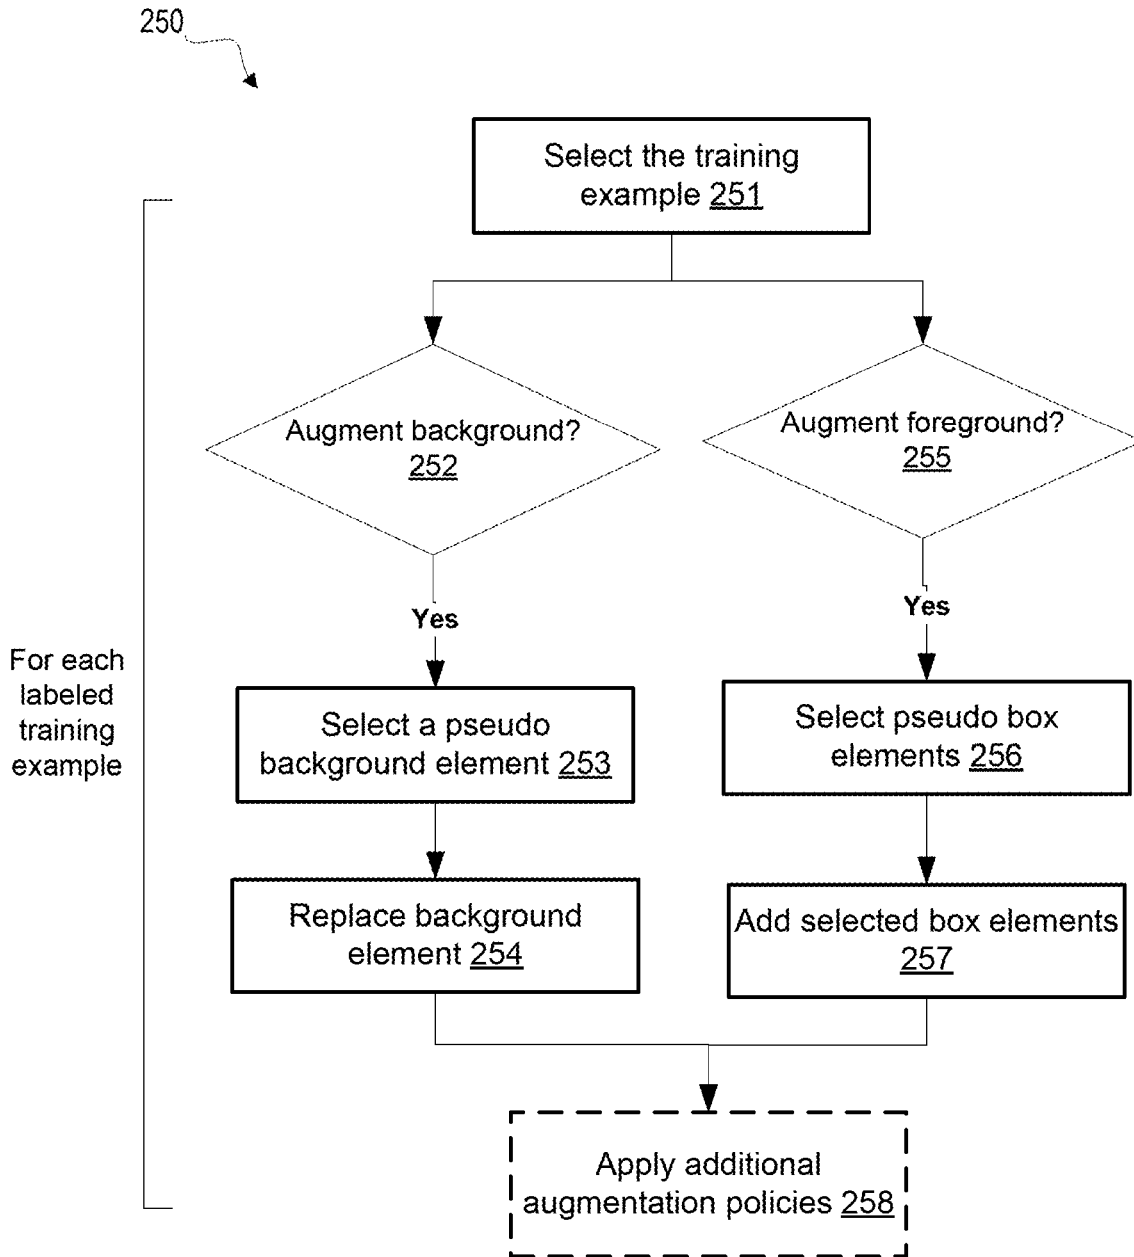 250
Select the training
example 251
Augment background?
252
Augment foreground?
255
Yes
Yes
For each
labeled
training
example
Select a pseudo
background element 253
Select pseudo box
elements 256
Replace background
element 254
Add selected box elements
257
Apply additional
augmentation policies 258